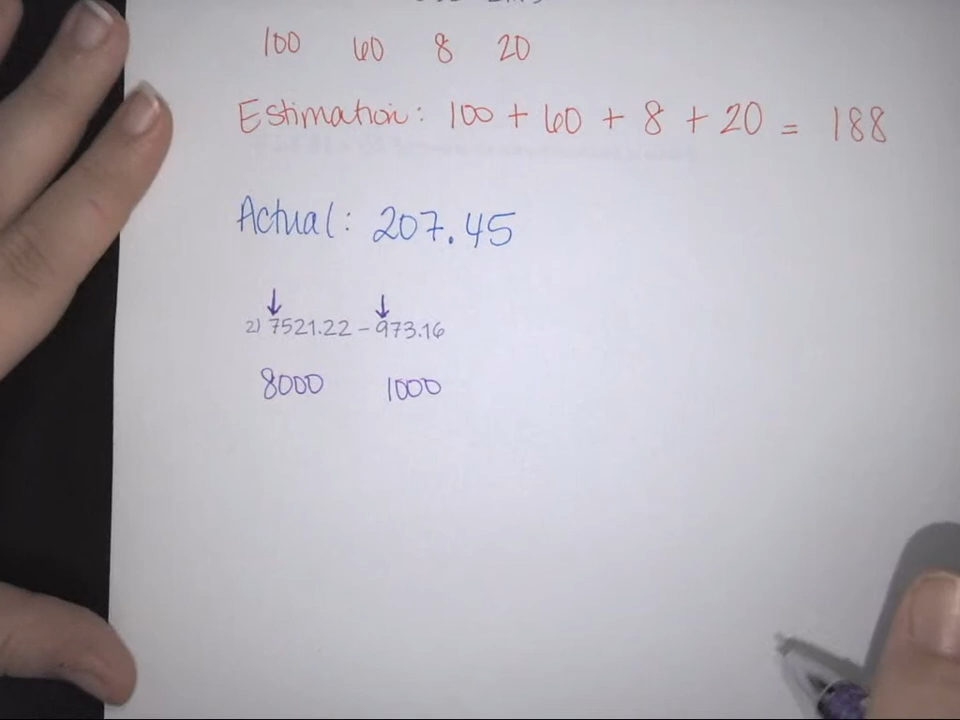 100 60 8 20
Estimation: 100 + 60 + 8 + 20 = 188
Actual: 207.45
2) 7521.22 – 973.16
8000 1000